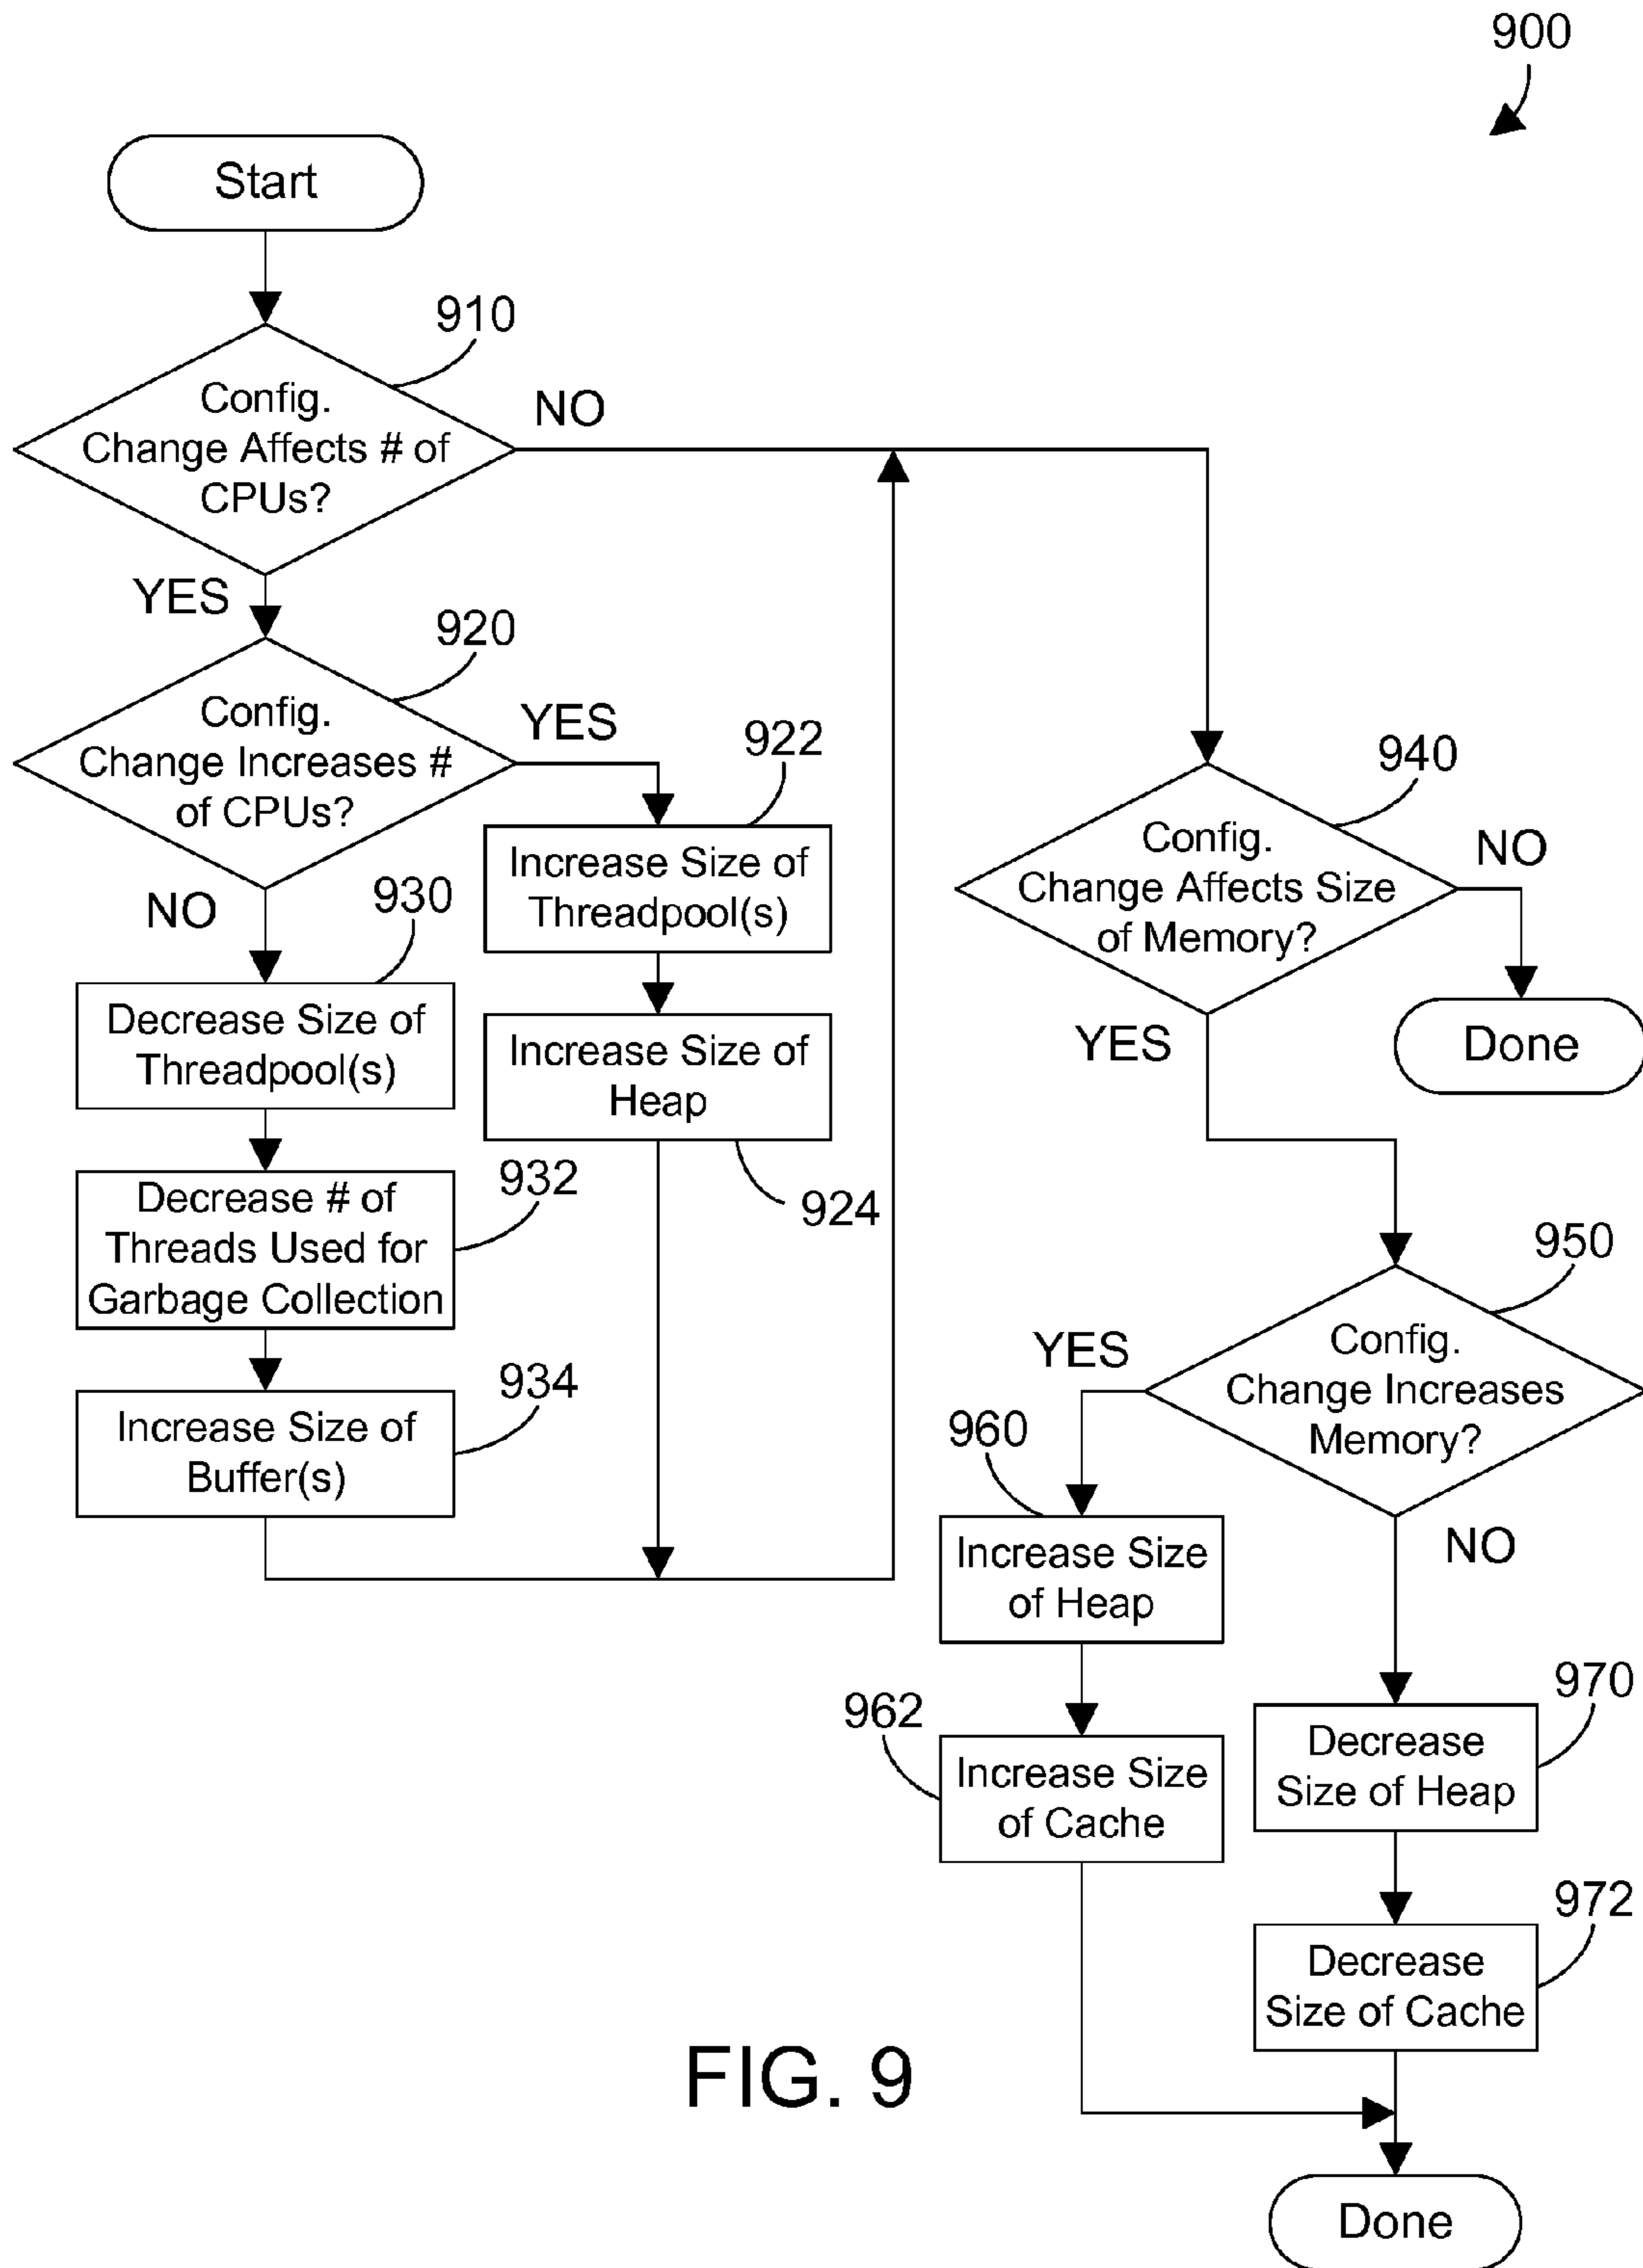 900
Start
910
Config.
Change Affects # of
CPUs?
NO
YES
920
Config.
Change Increases #
of CPUs?
YES
NO
922
Increase Size of
Threadpool(s)
Increase Size of
Heap
924
930
Decrease Size of
Threadpool(s)
932
Decrease # of
Threads Used for
Garbage Collection
934
Increase Size of
Buffer(s)
940
Config.
Change Affects Size
of Memory?
NO
Done
YES
950
Config.
Change Increases
Memory?
YES
NO
960
Increase Size
of Heap
962
Increase Size
of Cache
970
Decrease
Size of Heap
972
Decrease
Size of Cache
Done
FIG. 9